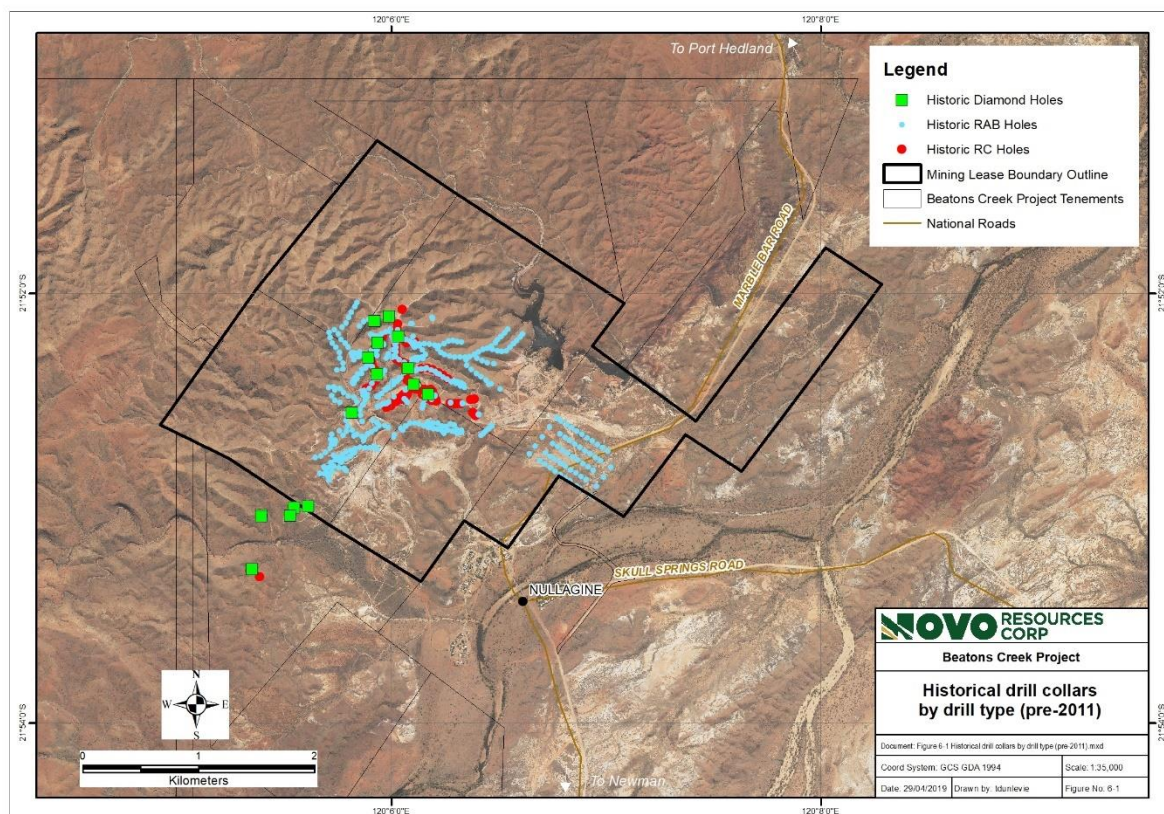 120°6'0"E
120°8'0"E
To Port Hedland
Legend
Historic Diamond Holes
Historic RAB Holes
Historic RC Holes
Mining Lease Boundary Outline
Beatons Creek Project Tenements
National Roads
21°52'0"S
21°52'0"S
MARBLE BAR ROAD
SKULL SPRINGS ROAD
NULLAGINE
NOVO RESOURCES CORP
Beatons Creek Project
Historical drill collars
by drill type (pre-2011)
Document: Figure 6-1 Historical drill collars by drill type (pre-2011).mxd
Coord System: GCS GDA 1994
Scale: 1:35,000
Date: 29/04/2019
Drawn by: tdunlevie
Figure No: 6-1
N
W
E
S
21°54'0"S
21°54'0"S
0
1
2
Kilometers
To Newman
120°6'0"E
120°8'0"E